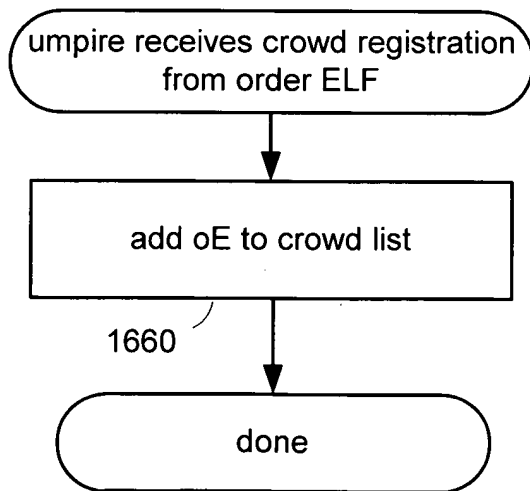 umpire receives crowd registration
from order ELF
add oE to crowd list
1660
done